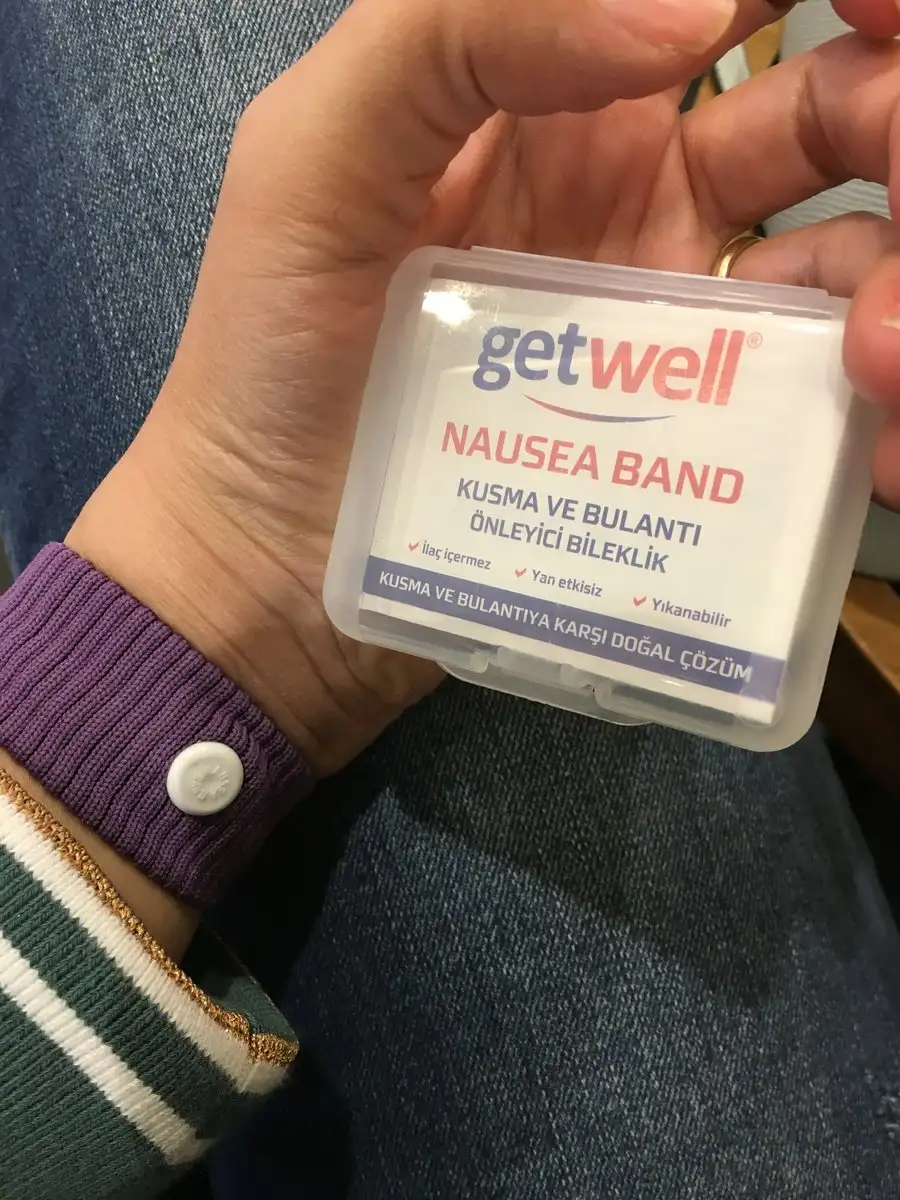 getwell®
NAUSEA BAND
KUSMA VE BULANTI
ÖNLEYİCİ BİLEKLİK
İlaç içermez Yan etkisiz Yıkanabilir
KUSMA VE BULANTIYA KARŞI DOĞAL ÇÖZÜM